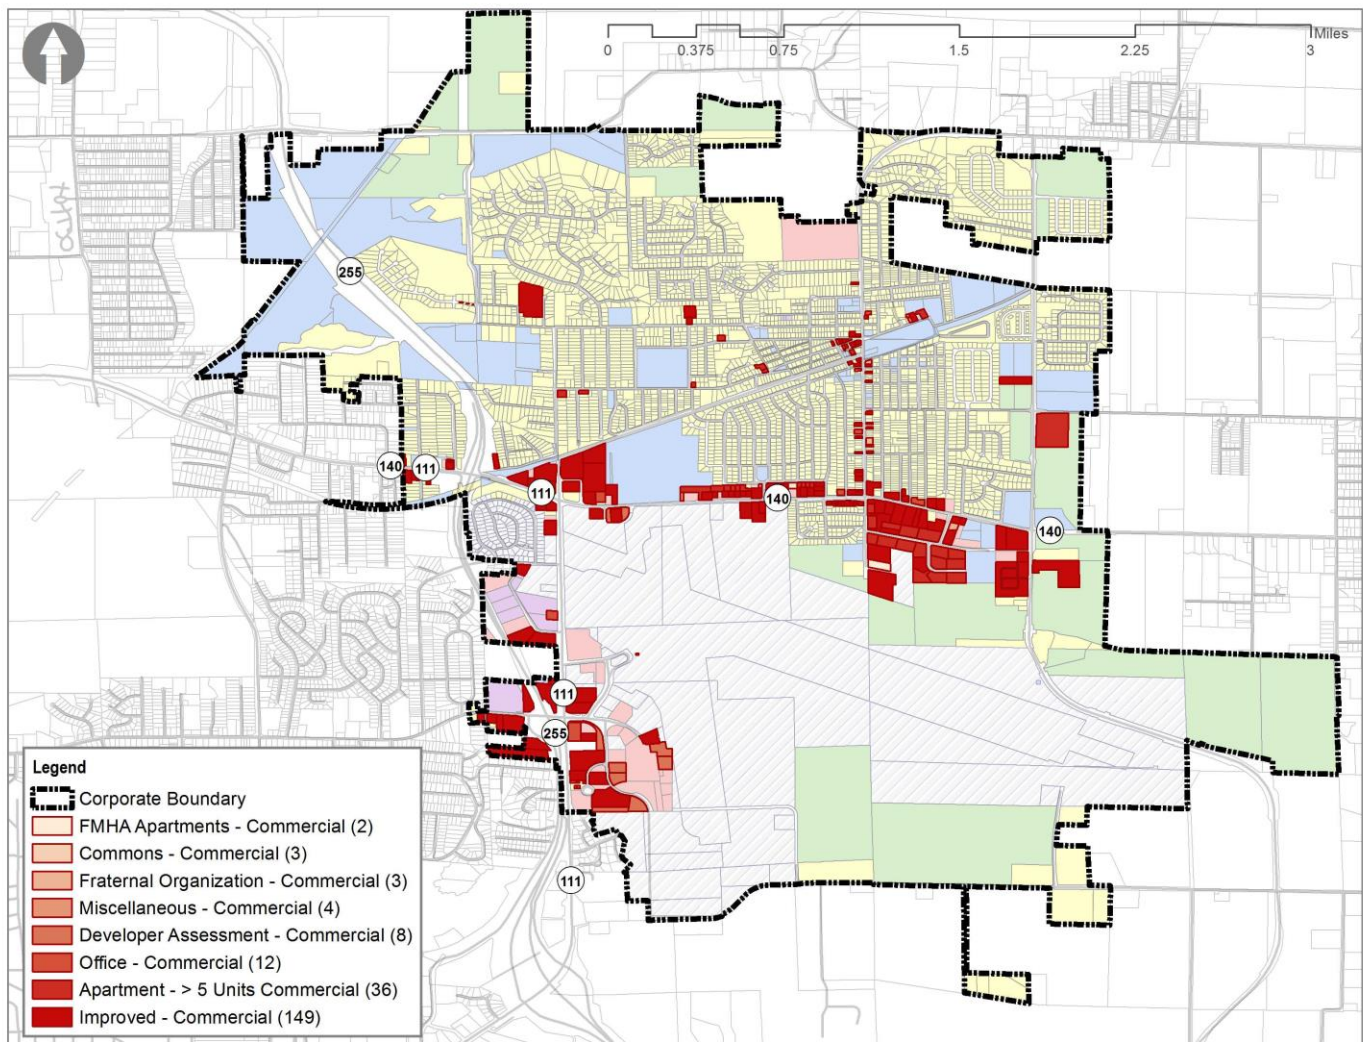 Miles
0 0.375 0.75 1.5 2.25 3
255
140
111
111
140
140
111
255
111
Legend
Corporate Boundary
FMHA Apartments - Commercial (2)
Commons - Commercial (3)
Fraternal Organization - Commercial (3)
Miscellaneous - Commercial (4)
Developer Assessment - Commercial (8)
Office - Commercial (12)
Apartment - > 5 Units Commercial (36)
Improved - Commercial (149)